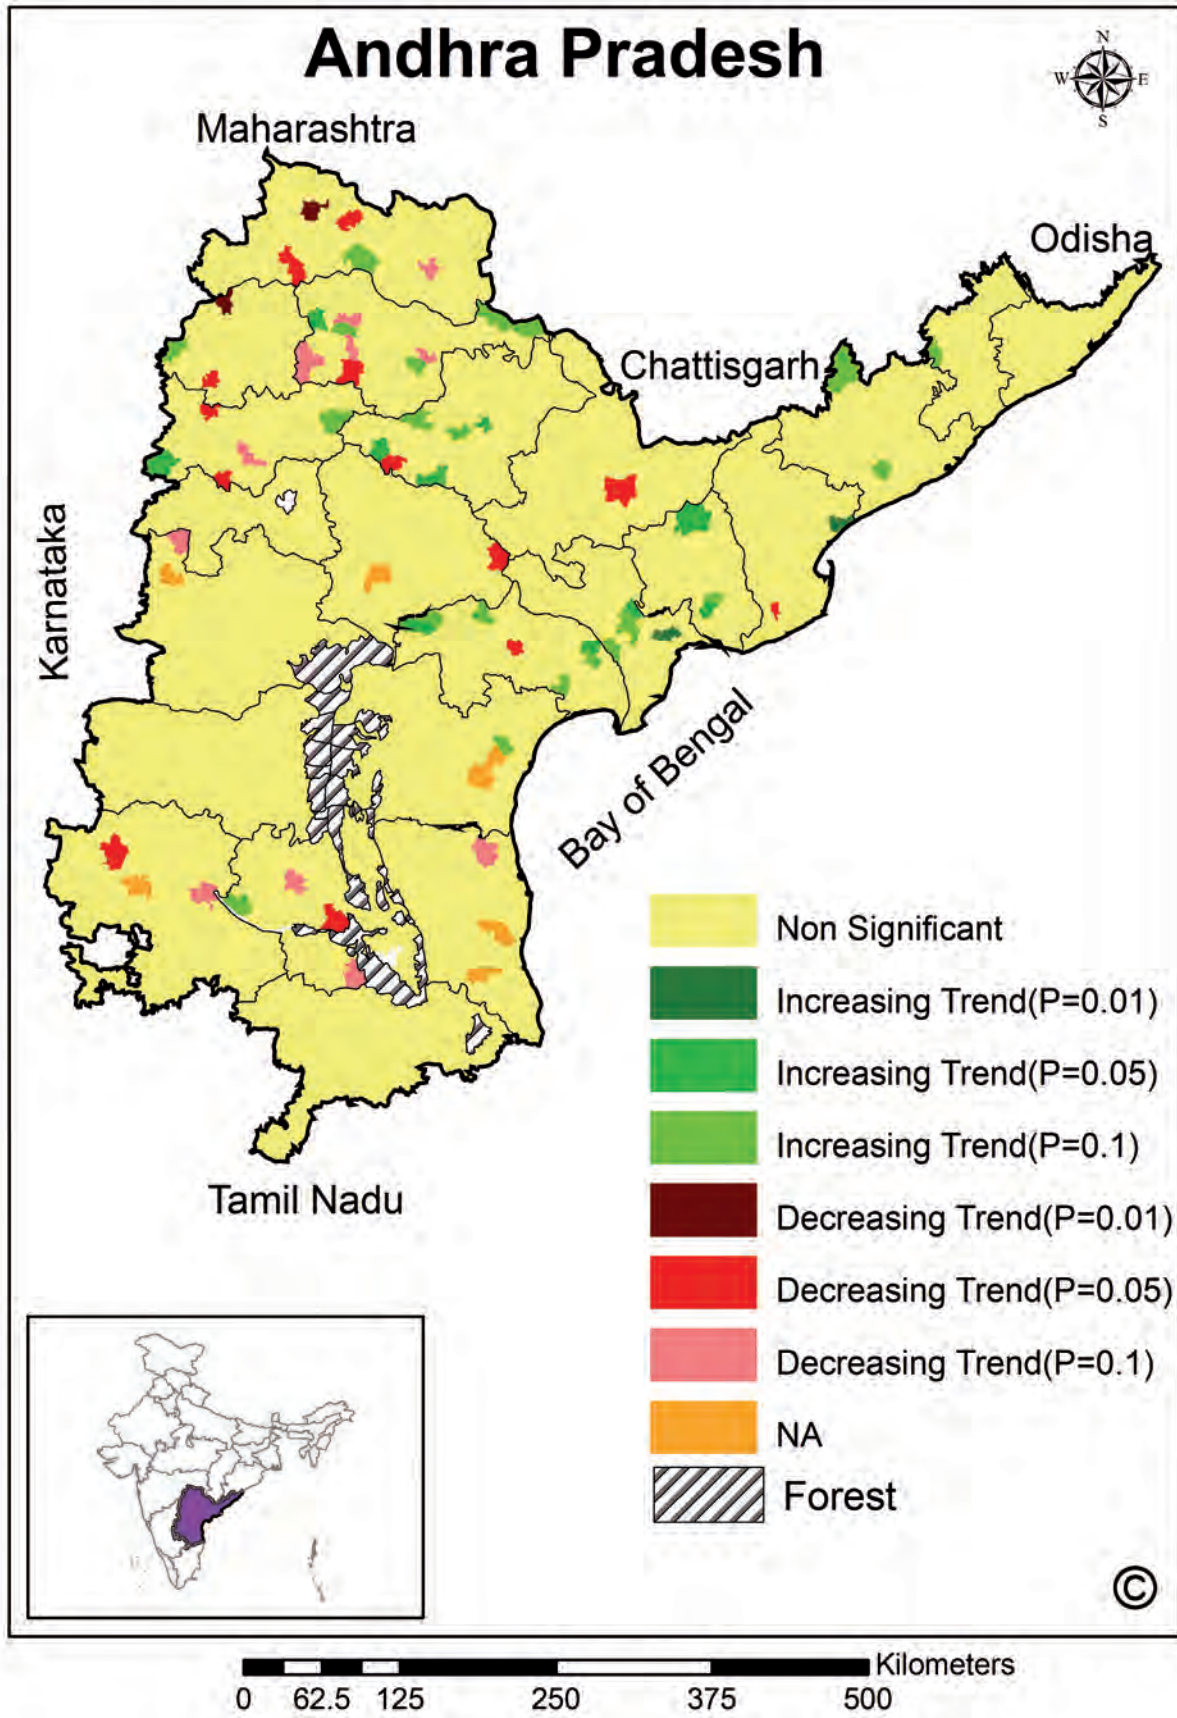 Andhra Pradesh
N
W E
S
Maharashtra
Odisha
Chattisgarh
Karnataka
Bay of Bengal
Tamil Nadu
Non Significant
Increasing Trend(P=0.01)
Increasing Trend(P=0.05)
Increasing Trend(P=0.1)
Decreasing Trend(P=0.01)
Decreasing Trend(P=0.05)
Decreasing Trend(P=0.1)
NA
Forest
©
Kilometers
0 62.5 125 250 375 500